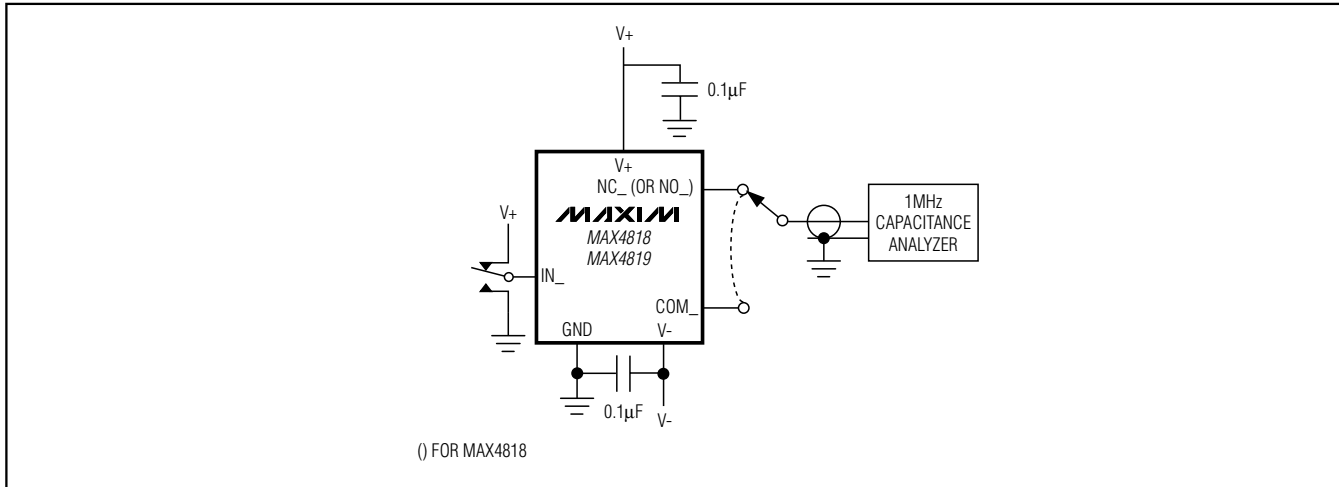 V+
0.1µF
V+
NC_ (OR NO_)
MAXIM
MAX4818
MAX4819
V+
IN_
COM_
GND
V-
0.1µF
V-
1MHz
CAPACITANCE
ANALYZER
() FOR MAX4818